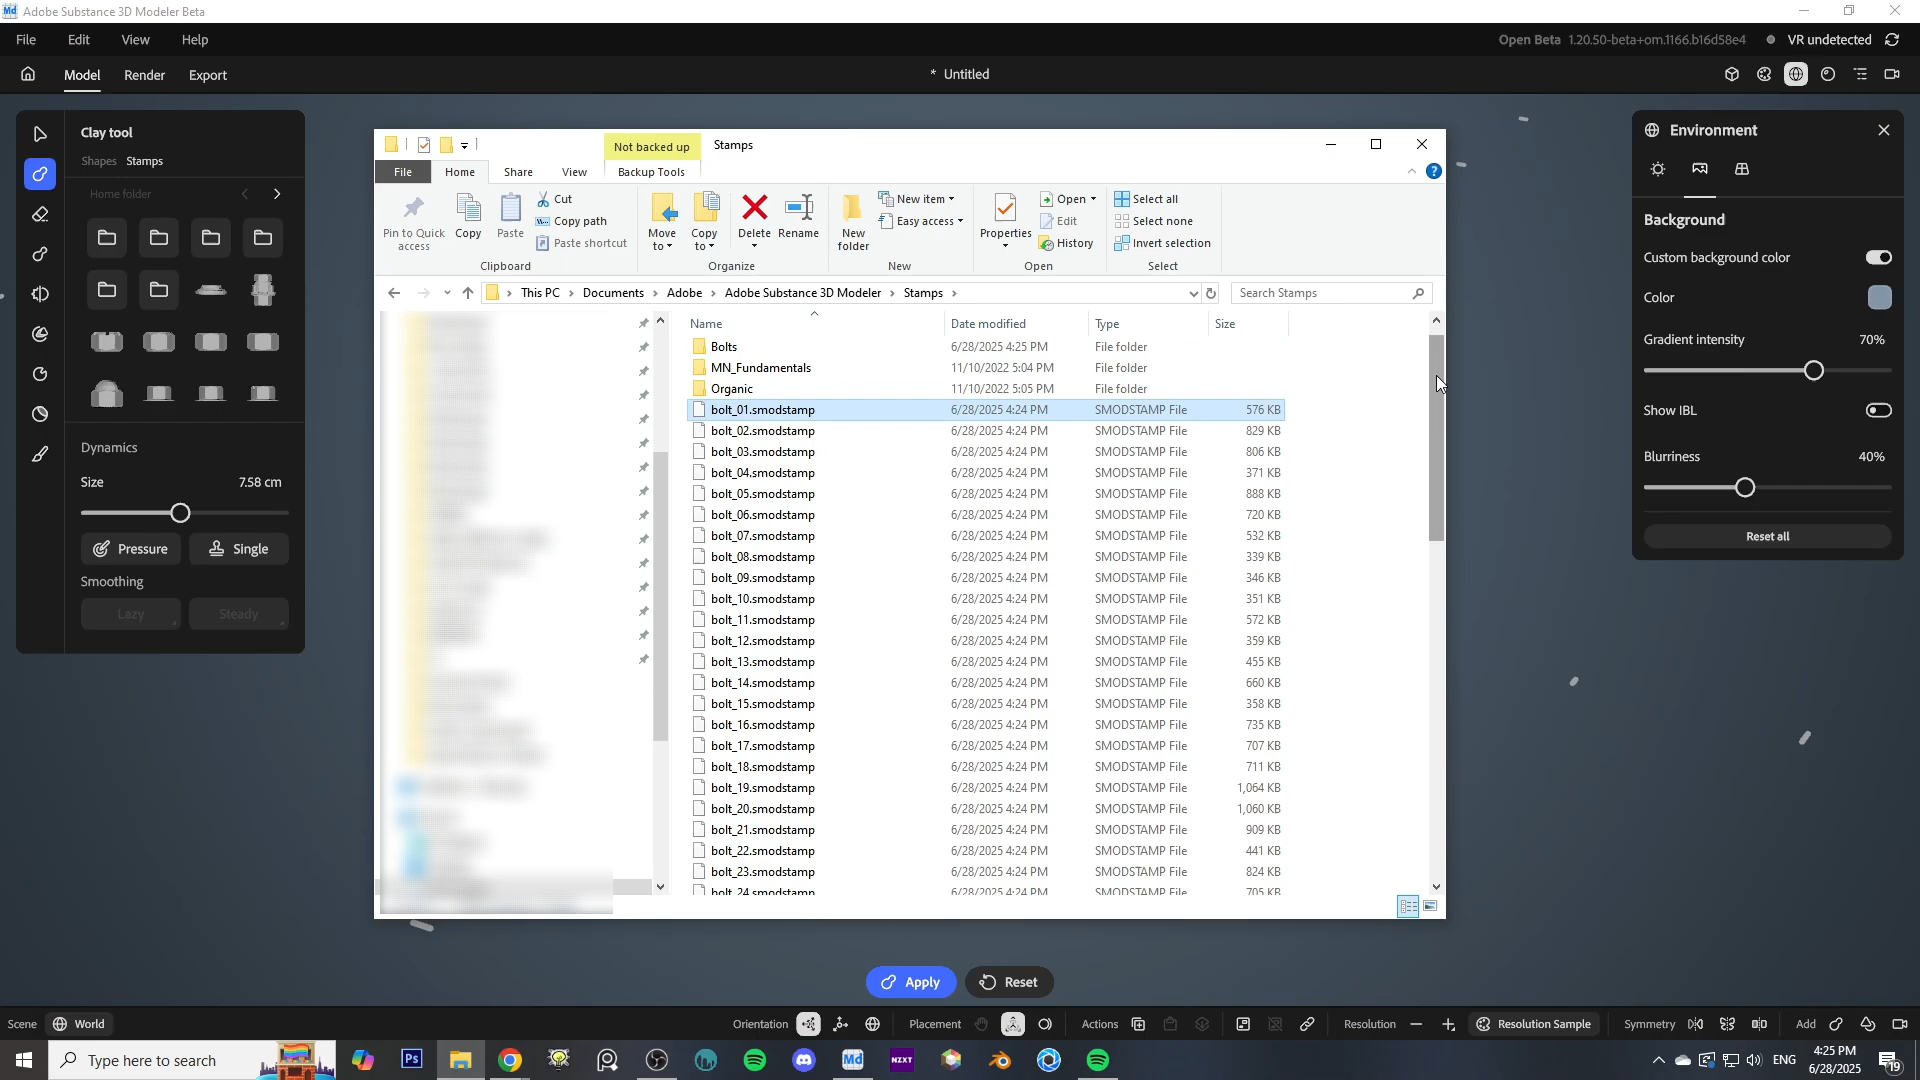 Md Adobe Substance 3D Modeler Beta
File Edit View Help
Open Beta 1.20.50-beta+om.1166.b16d58e4 VR undetected
Model Render Export
* Untitled
Clay tool
Shapes Stamps
Home folder
Dynamics
Size 7.58 cm
Pressure Single
Smoothing
Lazy Steady
Not backed up Stamps
File Home Share View Backup Tools
Pin to Quick access
Copy
Paste
Cut
Copy path
Paste shortcut
Clipboard
Move to
Copy to
Delete
Rename
Organize
New folder
New item
Easy access
New
Properties
Open
Edit
History
Open
Select all
Select none
Invert selection
Select
This PC Documents Adobe Adobe Substance 3D Modeler Stamps
Search Stamps
Name Date modified Type Size
Bolts 6/28/2025 4:25 PM File folder
MN_Fundamentals 11/10/2022 5:04 PM File folder
Organic 11/10/2022 5:05 PM File folder
bolt_01.smodstamp 6/28/2025 4:24 PM SMODSTAMP File 576 KB
bolt_02.smodstamp 6/28/2025 4:24 PM SMODSTAMP File 829 KB
bolt_03.smodstamp 6/28/2025 4:24 PM SMODSTAMP File 806 KB
bolt_04.smodstamp 6/28/2025 4:24 PM SMODSTAMP File 371 KB
bolt_05.smodstamp 6/28/2025 4:24 PM SMODSTAMP File 888 KB
bolt_06.smodstamp 6/28/2025 4:24 PM SMODSTAMP File 720 KB
bolt_07.smodstamp 6/28/2025 4:24 PM SMODSTAMP File 532 KB
bolt_08.smodstamp 6/28/2025 4:24 PM SMODSTAMP File 339 KB
bolt_09.smodstamp 6/28/2025 4:24 PM SMODSTAMP File 346 KB
bolt_10.smodstamp 6/28/2025 4:24 PM SMODSTAMP File 351 KB
bolt_11.smodstamp 6/28/2025 4:24 PM SMODSTAMP File 572 KB
bolt_12.smodstamp 6/28/2025 4:24 PM SMODSTAMP File 359 KB
bolt_13.smodstamp 6/28/2025 4:24 PM SMODSTAMP File 455 KB
bolt_14.smodstamp 6/28/2025 4:24 PM SMODSTAMP File 660 KB
bolt_15.smodstamp 6/28/2025 4:24 PM SMODSTAMP File 358 KB
bolt_16.smodstamp 6/28/2025 4:24 PM SMODSTAMP File 735 KB
bolt_17.smodstamp 6/28/2025 4:24 PM SMODSTAMP File 707 KB
bolt_18.smodstamp 6/28/2025 4:24 PM SMODSTAMP File 711 KB
bolt_19.smodstamp 6/28/2025 4:24 PM SMODSTAMP File 1,064 KB
bolt_20.smodstamp 6/28/2025 4:24 PM SMODSTAMP File 1,060 KB
bolt_21.smodstamp 6/28/2025 4:24 PM SMODSTAMP File 909 KB
bolt_22.smodstamp 6/28/2025 4:24 PM SMODSTAMP File 441 KB
bolt_23.smodstamp 6/28/2025 4:24 PM SMODSTAMP File 824 KB
bolt_24.smodstamp 6/28/2025 4:24 PM SMODSTAMP File 705 KB
Environment
Background
Custom background color
Color
Gradient intensity 70%
Show IBL
Blurriness 40%
Reset all
Apply Reset
Scene World Orientation Placement Actions Resolution Resolution Sample Symmetry Add
Type here to search
Ps
Md
NZXT
ENG
4:25 PM
6/28/2025
19